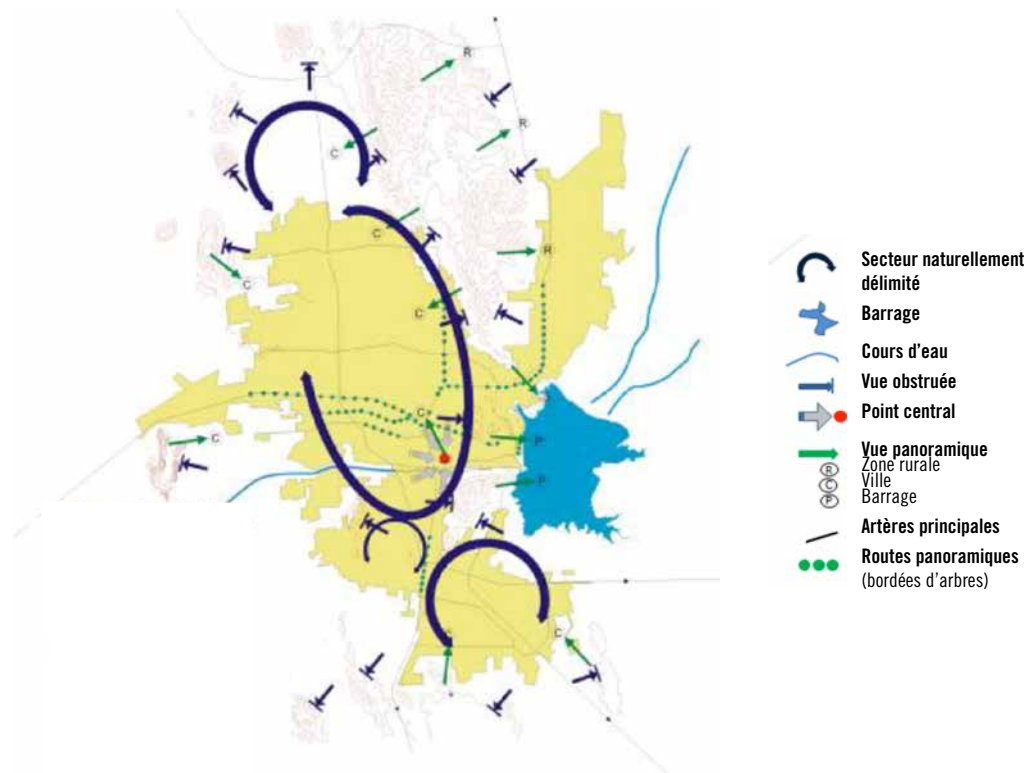 R
R
C
C
R
C
C
C
C
P
P
C
C
Secteur naturellement
délimité
Barrage
Cours d'eau
Vue obstruée
Point central
Vue panoramique
R Zone rurale
C Ville
P Barrage
Artères principales
Routes panoramiques
(bordées d'arbres)